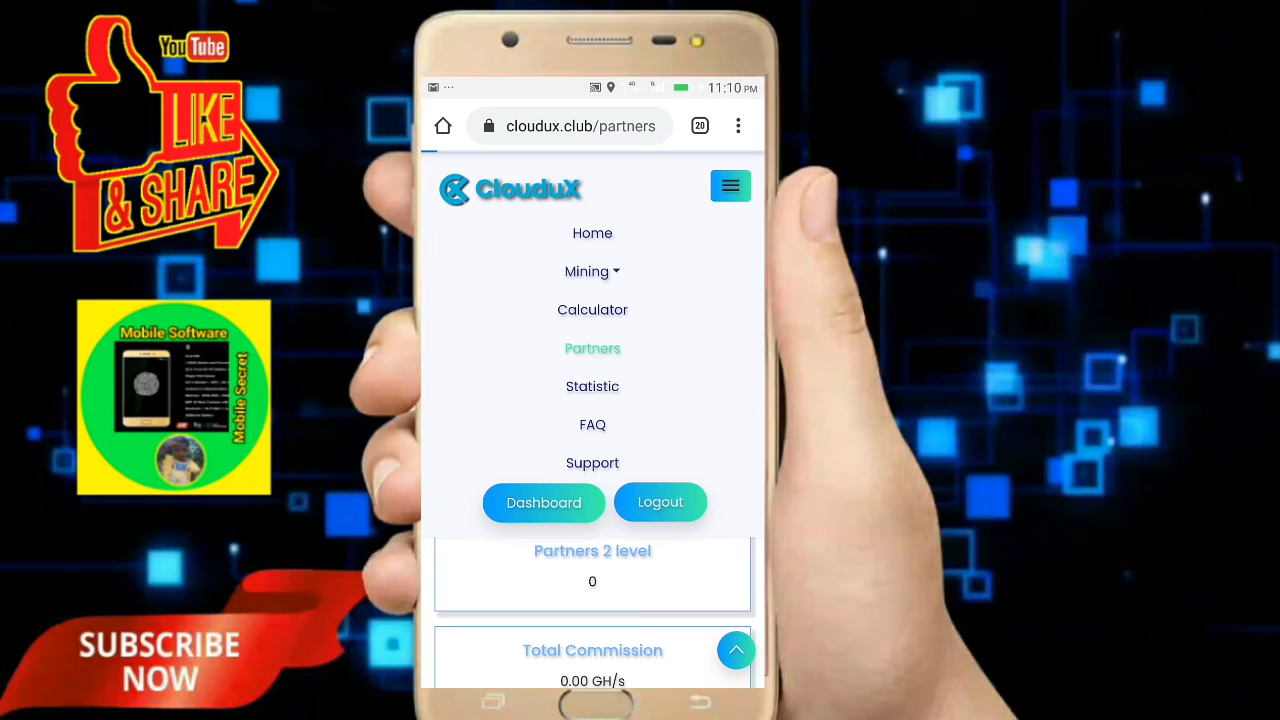 YouTube
LIKE
& SHARE
Mobile Software
Mobile Secret
SUBSCRIBE
NOW
11:10 PM
cloudux.club/partners
20
ClouduX
Home
Mining
Calculator
Partners
Statistic
FAQ
Support
Dashboard
Logout
Partners 2 level
0
Total Commission
0.00 GH/s